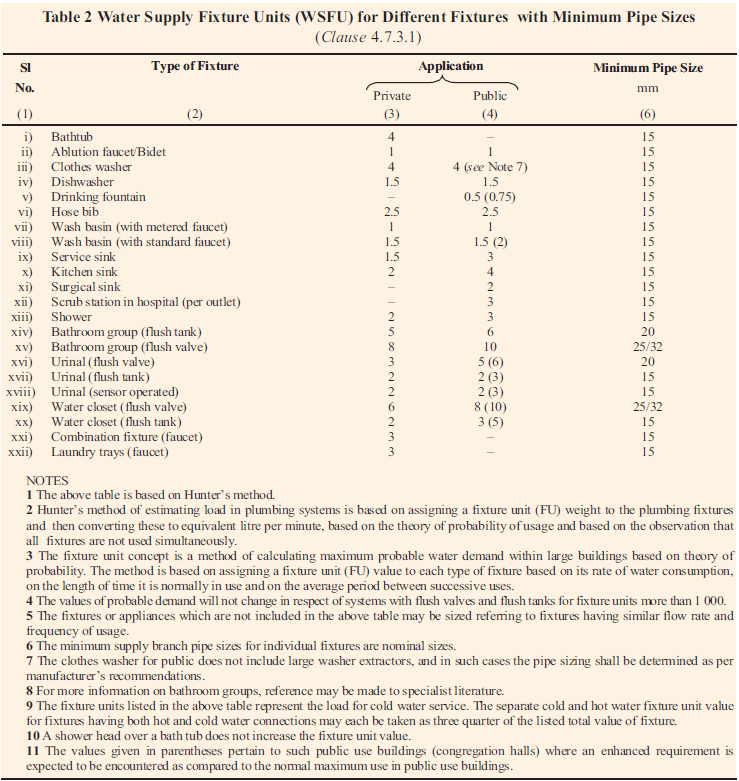 Table 2 Water Supply Fixture Units (WSFU) for Different Fixtures with Minimum Pipe Sizes
(Clause 4.7.3.1)
Sl No. Type of Fixture Application Minimum Pipe Size
Private Public mm
(1) (2) (3) (4) (6)
i) Bathtub 4 – 15
ii) Ablution faucet/Bidet 1 1 15
iii) Clothes washer 4 4 (see Note 7) 15
iv) Dishwasher 1.5 1.5 15
v) Drinking fountain – 0.5 (0.75) 15
vi) Hose bib 2.5 2.5 15
vii) Wash basin (with metered faucet) 1 1 15
viii) Wash basin (with standard faucet) 1.5 1.5 (2) 15
ix) Service sink 1.5 3 15
x) Kitchen sink 2 4 15
xi) Surgical sink – 2 15
xii) Scrub station in hospital (per outlet) – 3 15
xiii) Shower 2 3 15
xiv) Bathroom group (flush tank) 5 6 20
xv) Bathroom group (flush valve) 8 10 25/32
xvi) Urinal (flush valve) 3 5 (6) 20
xvii) Urinal (flush tank) 2 2 (3) 15
xviii) Urinal (sensor operated) 2 2 (3) 15
xix) Water closet (flush valve) 6 8 (10) 25/32
xx) Water closet (flush tank) 2 3 (5) 15
xxi) Combination fixture (faucet) 3 – 15
xxii) Laundry trays (faucet) 3 – 15
NOTES
1 The above table is based on Hunter's method.
2 Hunter's method of estimating load in plumbing systems is based on assigning a fixture unit (FU) weight to the plumbing fixtures
and then converting these to equivalent litre per minute, based on the theory of probability of usage and based on the observation that
all fixtures are not used simultaneously.
3 The fixture unit concept is a method of calculating maximum probable water demand within large buildings based on theory of
probability. The method is based on assigning a fixture unit (FU) value to each type of fixture based on its rate of water consumption,
on the length of time it is normally in use and on the average period between successive uses.
4 The values of probable demand will not change in respect of systems with flush valves and flush tanks for fixture units more than 1 000.
5 The fixtures or appliances which are not included in the above table may be sized referring to fixtures having similar flow rate and
frequency of usage.
6 The minimum supply branch pipe sizes for individual fixtures are nominal sizes.
7 The clothes washer for public does not include large washer extractors, and in such cases the pipe sizing shall be determined as per
manufacturer's recommendations.
8 For more information on bathroom groups, reference may be made to specialist literature.
9 The fixture units listed in the above table represent the load for cold water service. The separate cold and hot water fixture unit value
for fixtures having both hot and cold water connections may each be taken as three quarter of the listed total value of fixture.
10 A shower head over a bath tub does not increase the fixture unit value.
11 The values given in parentheses pertain to such public use buildings (congregation halls) where an enhanced requirement is
expected to be encountered as compared to the normal maximum use in public use buildings.